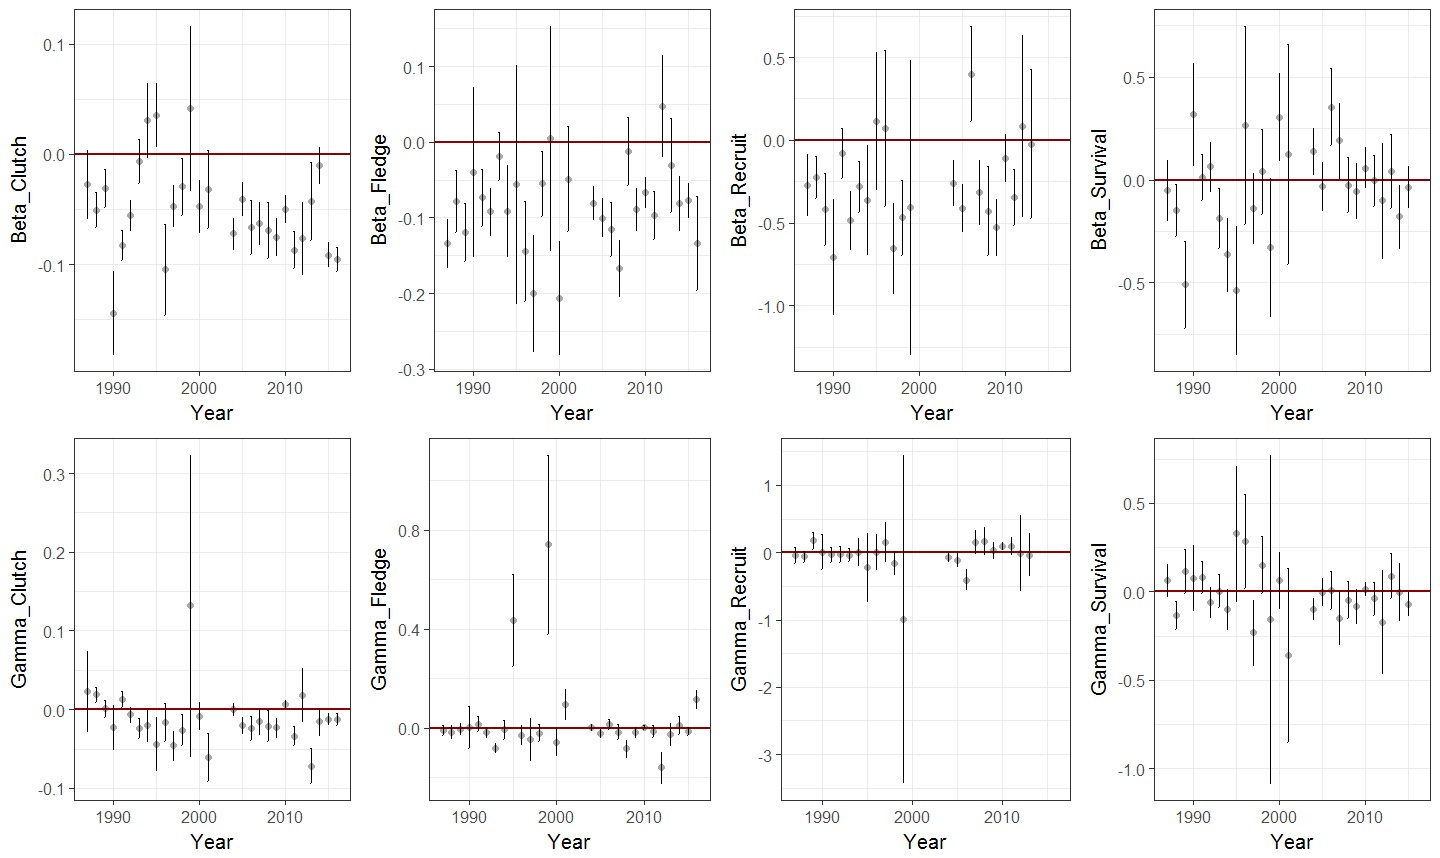 Beta_Clutch
0.1
0.0
-0.1
1990 2000 2010
Year
Beta_Fledge
0.1
0.0
-0.1
-0.2
-0.3
1990 2000 2010
Year
Beta_Recruit
0.5
0.0
-0.5
-1.0
1990 2000 2010
Year
Beta_Survival
0.5
0.0
-0.5
1990 2000 2010
Year
Gamma_Clutch
0.3
0.2
0.1
0.0
-0.1
1990 2000 2010
Year
Gamma_Fledge
0.8
0.4
0.0
1990 2000 2010
Year
Gamma_Recruit
1
0
-1
-2
-3
1990 2000 2010
Year
Gamma_Survival
0.5
0.0
-0.5
-1.0
1990 2000 2010
Year